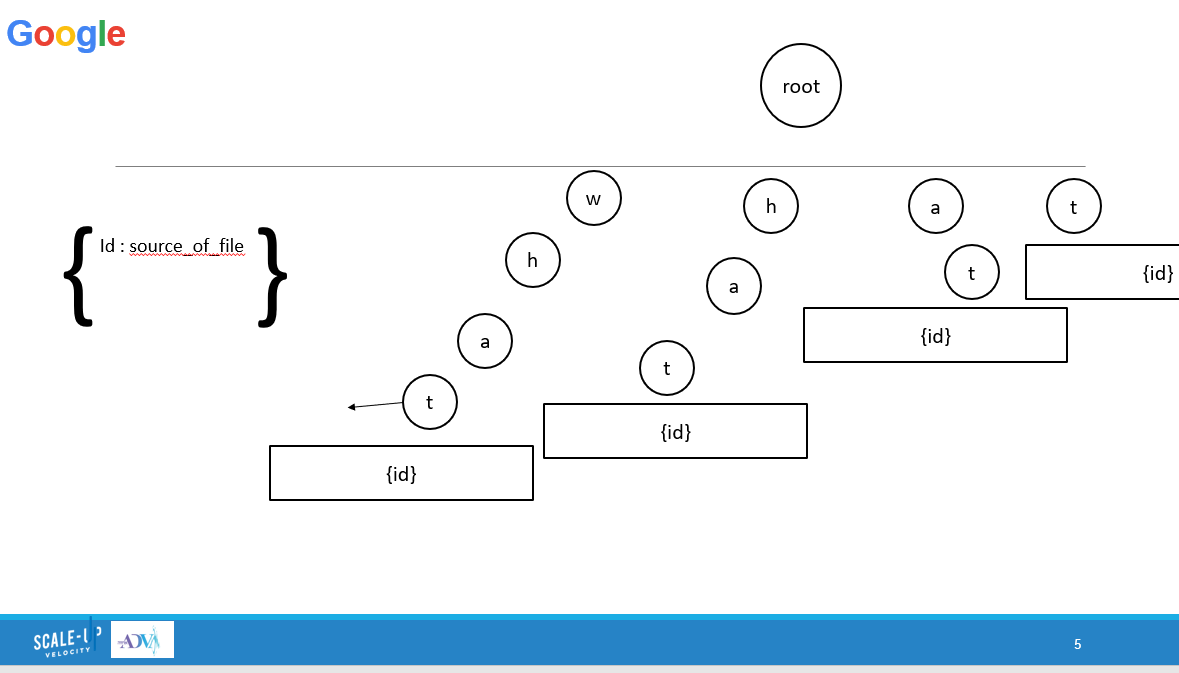 Google
root
w
h
a
t
h
a
t
{id}
a
t
{id}
t
{id}
{id}
Id : source_of_file
{ }
SCALE-UP
VELOCITY
ADVA
5